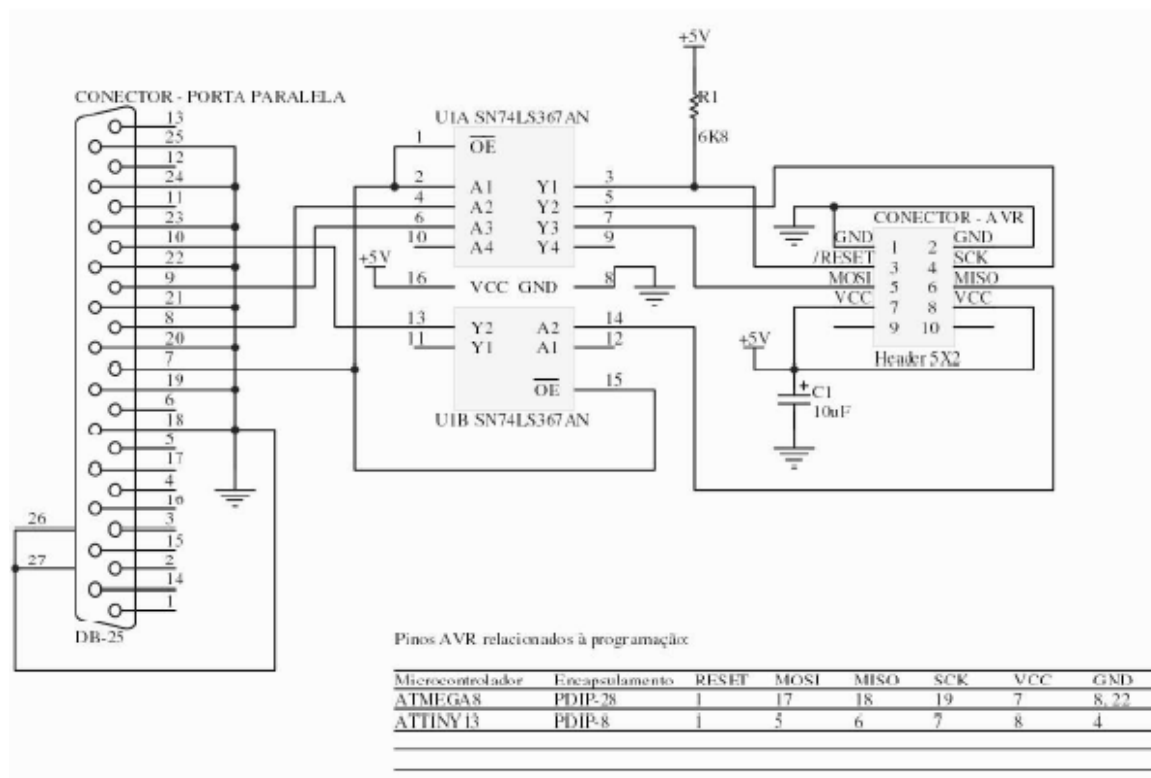 +5V
CONECTOR - PORTA PARALELA
R1
6K8
U1A SN74LS367AN
13
25
12
24
11
23
10
22
9
21
8
20
7
19
6
18
5
17
4
16
3
15
2
14
1
26
27
DB-25
1 OE
2 A1 Y1 3
4 A2 Y2 5
6 A3 Y3 7
10 A4 Y4 9
+5V
16 VCC GND 8
13 Y2 A2 14
11 Y1 A1 12
OE 15
U1B SN74LS367AN
CONECTOR - AVR
GND 1 2 GND
/RESET 3 4 SCK
MOSI 5 6 MISO
VCC 7 8 VCC
9 10
Header 5X2
+5V
+
C1
10uF
Pinos AVR relacionados à programação:
Microcontrolador Encapsulamento RESET MOSI MISO SCK VCC GND
ATMEGA8 PDIP-28 1 17 18 19 7 8, 22
ATTINY13 PDIP-8 1 5 6 7 8 4